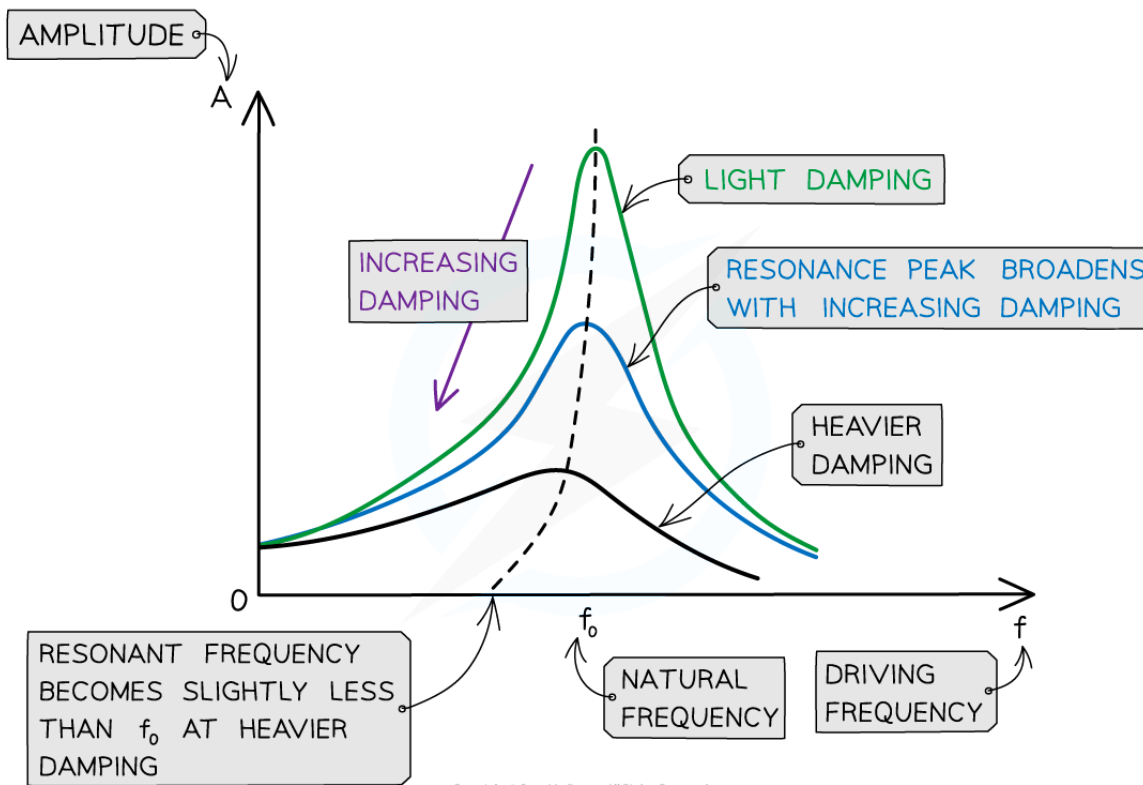 AMPLITUDE
A
LIGHT DAMPING
INCREASING
DAMPING
RESONANCE PEAK BROADENS
WITH INCREASING DAMPING
HEAVIER
DAMPING
0
f₀
f
RESONANT FREQUENCY
BECOMES SLIGHTLY LESS
THAN f₀ AT HEAVIER
DAMPING
NATURAL
FREQUENCY
DRIVING
FREQUENCY